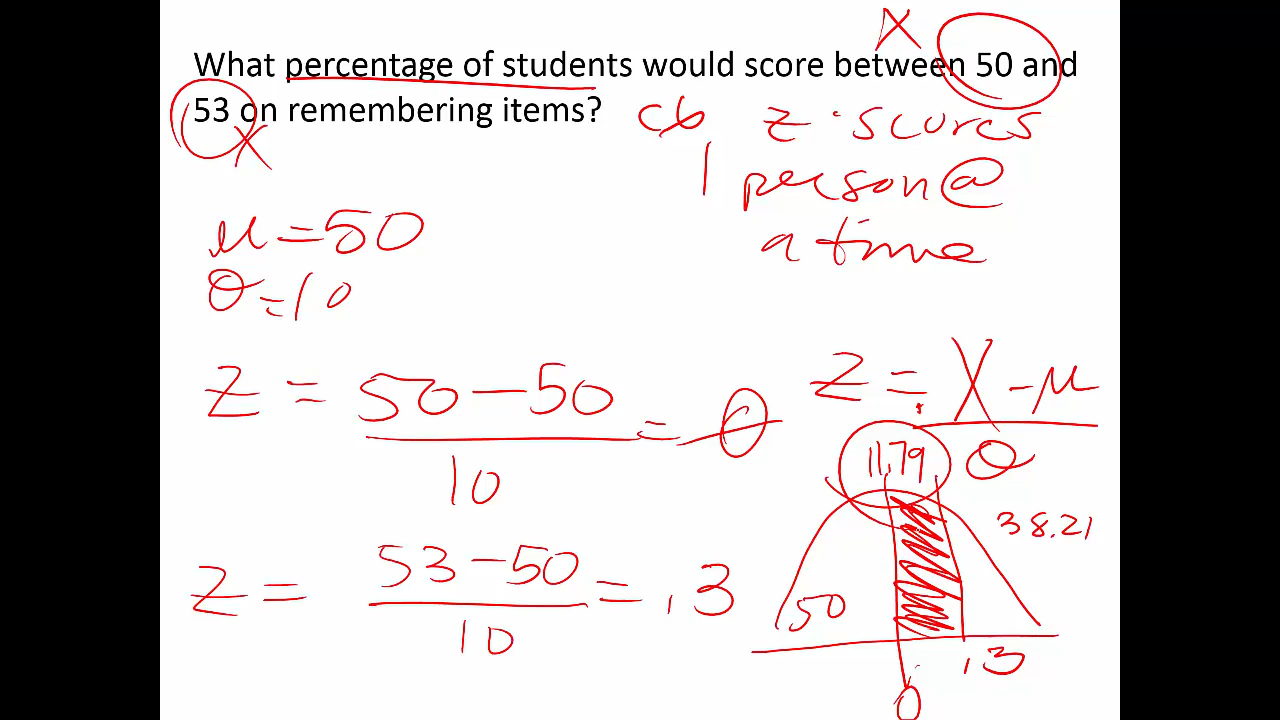 X
What percentage of students would score between 50 and
53 on remembering items?
X
z-scores
1 person @
a time
μ = 50
σ = 10
z = 50 - 50 / 10 = 0
z = X - μ / σ
11.79
38.21
z = 53 - 50 / 10 = .3
50
0
.3